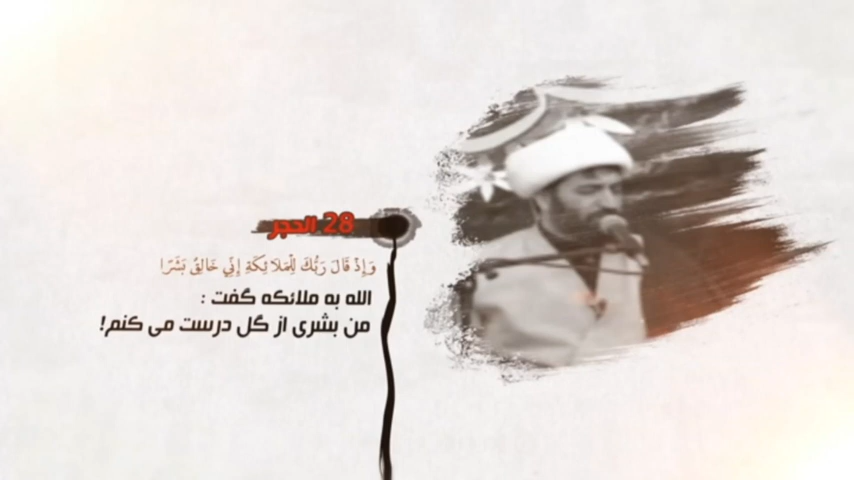 28 الحجر
وَإِذْ قَالَ رَبُّكَ لِلْمَلَائِكَةِ إِنِّي خَالِقٌ بَشَرًا
الله به ملائکه گفت :
من بشری از گل درست می کنم!